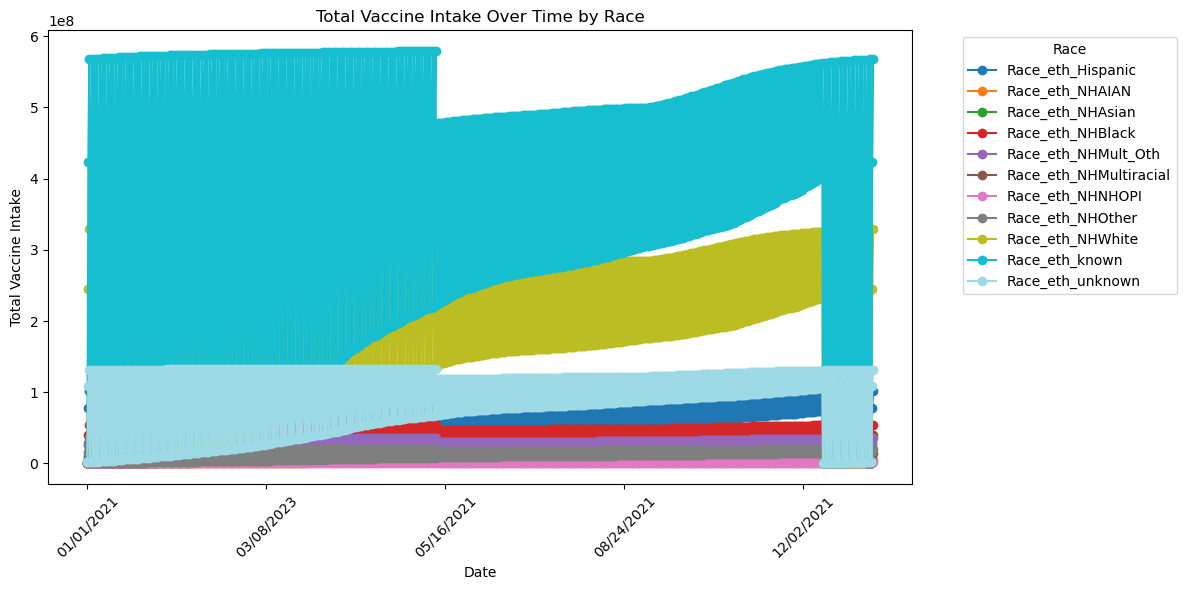 Total Vaccine Intake Over Time by Race
1e8
6
5
4
3
2
1
0
Total Vaccine Intake
01/01/2021
03/08/2023
05/16/2021
08/24/2021
12/02/2021
Date
Race
Race_eth_Hispanic
Race_eth_NHAIAN
Race_eth_NHAsian
Race_eth_NHBlack
Race_eth_NHMult_Oth
Race_eth_NHMultiracial
Race_eth_NHNHOPI
Race_eth_NHOther
Race_eth_NHWhite
Race_eth_known
Race_eth_unknown